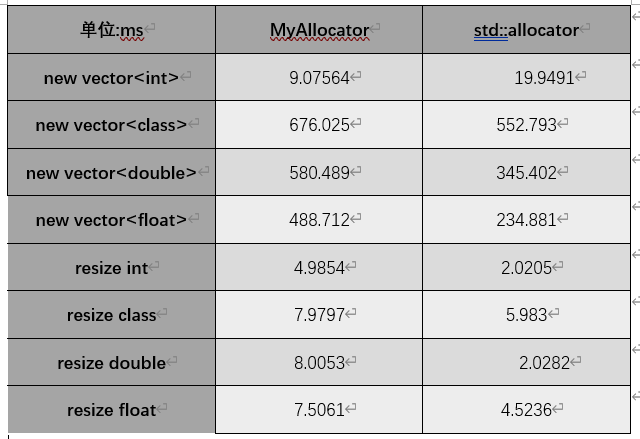 单位:ms MyAllocator std::allocator
new vector<int> 9.07564 19.9491
new vector<class> 676.025 552.793
new vector<double> 580.489 345.402
new vector<float> 488.712 234.881
resize int 4.9854 2.0205
resize class 7.9797 5.983
resize double 8.0053 2.0282
resize float 7.5061 4.5236